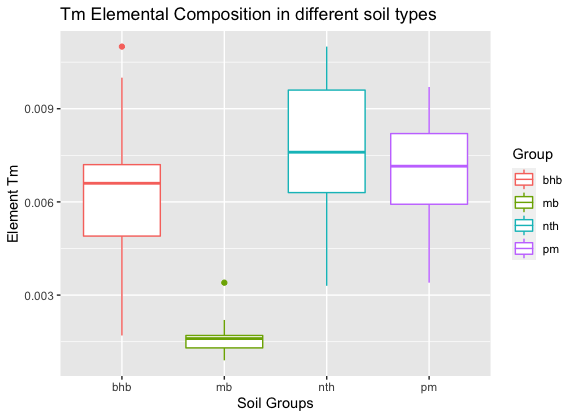 Tm Elemental Composition in different soil types
0.009
0.006
0.003
Element Tm
bhb mb nth pm
Soil Groups
Group
bhb
mb
nth
pm